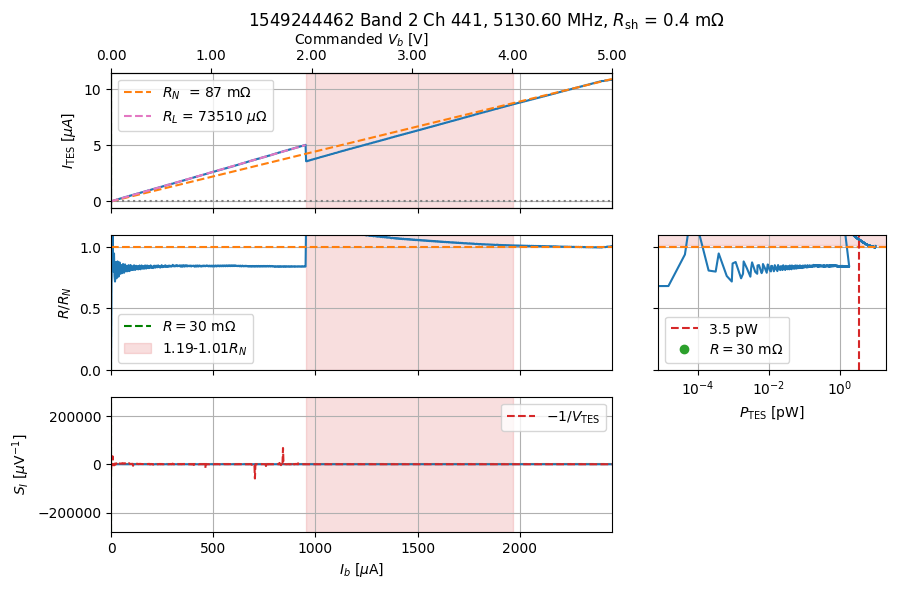 1549244462 Band 2 Ch 441, 5130.60 MHz, R_sh = 0.4 mΩ
Commanded V_b [V]
0.00 1.00 2.00 3.00 4.00 5.00
I_TES [μA]
10
5
0
R_N = 87 mΩ
R_L = 73510 μΩ
R/R_N
1.0
0.5
0.0
R = 30 mΩ
1.19-1.01R_N
3.5 pW
R = 30 mΩ
10^−4 10^−2 10^0
P_TES [pW]
S_I [μV^−1]
200000
0
−200000
−1/V_TES
0 500 1000 1500 2000
I_b [μA]